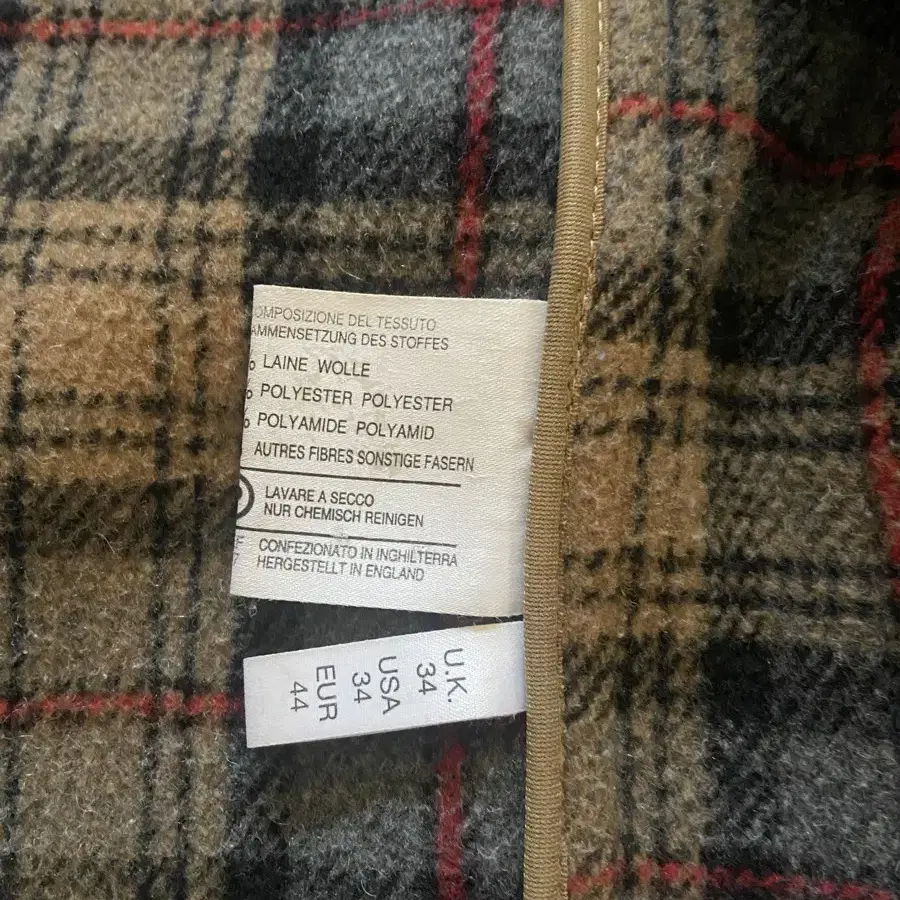 COMPOSIZIONE DEL TESSUTO
AMMENSETZUNG DES STOFFES
% LAINE WOLLE
% POLYESTER POLYESTER
% POLYAMIDE POLYAMID
AUTRES FIBRES SONSTIGE FASERN
LAVARE A SECCO
NUR CHEMISCH REINIGEN
CONFEZIONATO IN INGHILTERRA
HERGESTELLT IN ENGLAND
U.K.
34
USA
34
EUR
44